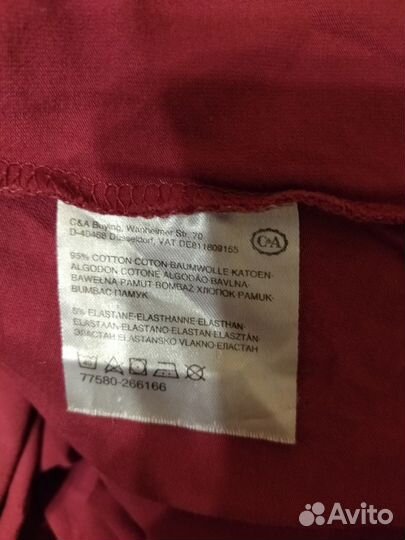 C&A Buying, Wanheimer Str. 70
D-40468 Düsseldorf, VAT DE811809155
C&A
95% COTTON-COTON-BAUMWOLLE-KATOEN-
ALGODON-COTONE-ALGODÃO-BAVLNA-
BAWEŁNA-PAMUT-BOMBAŽ-ХЛОПОК-PAMUK-
BUMBAC-ПАМУК
5% ELASTANE-ELASTHANNE-ELASTHAN-
ELASTAAN-ELASTANO-ELASTAN-ELASZTÁN-
ЭЛАСТАН-ELASTANSKO VLAKNO-ЕЛАСТАН
77580-266166
Avito